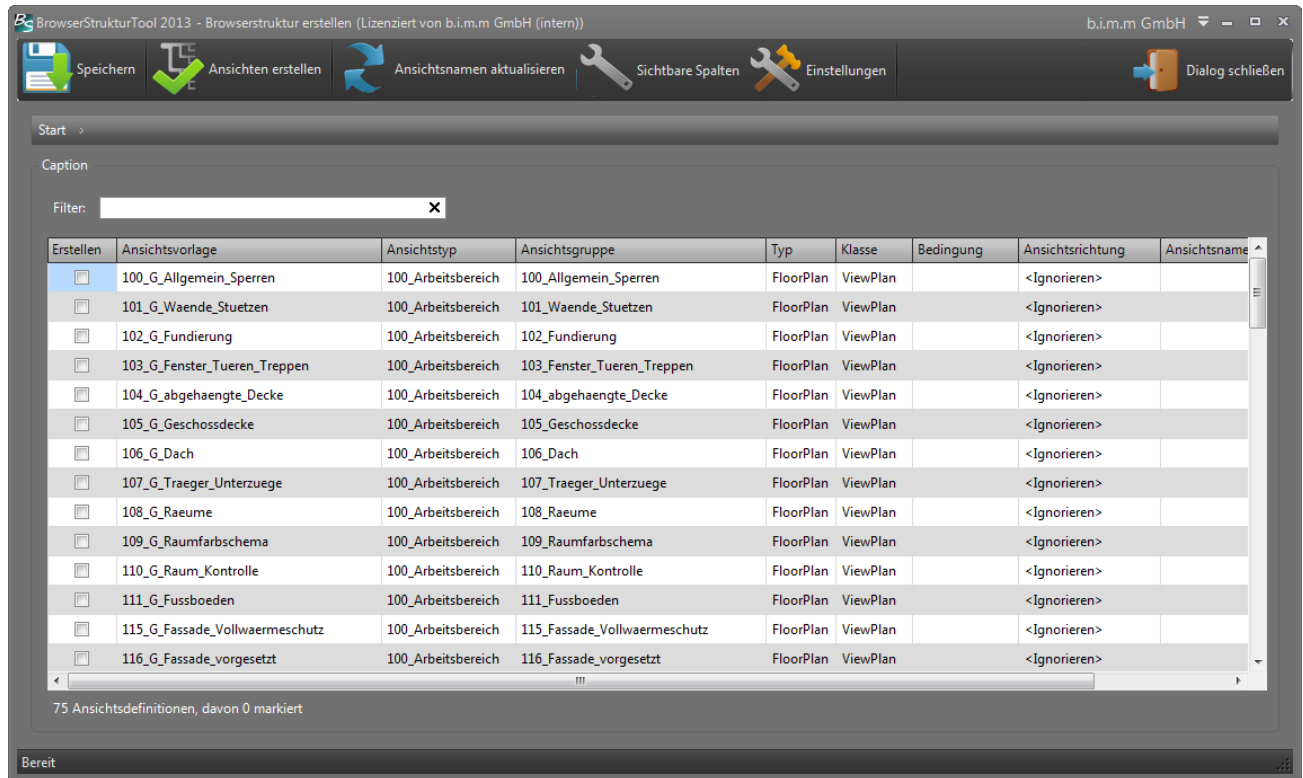 BS BrowserStrukturTool 2013 - Browserstruktur erstellen (Lizenziert von b.i.m.m GmbH (intern)) b.i.m.m GmbH
Speichern Ansichten erstellen Ansichtsnamen aktualisieren Sichtbare Spalten Einstellungen Dialog schließen
Start >
Caption
Filter:
Erstellen Ansichtsvorlage Ansichtstyp Ansichtsgruppe Typ Klasse Bedingung Ansichtsrichtung Ansichtsname
100_G_Allgemein_Sperren 100_Arbeitsbereich 100_Allgemein_Sperren FloorPlan ViewPlan <Ignorieren>
101_G_Waende_Stuetzen 100_Arbeitsbereich 101_Waende_Stuetzen FloorPlan ViewPlan <Ignorieren>
102_G_Fundierung 100_Arbeitsbereich 102_Fundierung FloorPlan ViewPlan <Ignorieren>
103_G_Fenster_Tueren_Treppen 100_Arbeitsbereich 103_Fenster_Tueren_Treppen FloorPlan ViewPlan <Ignorieren>
104_G_abgehaengte_Decke 100_Arbeitsbereich 104_abgehaengte_Decke FloorPlan ViewPlan <Ignorieren>
105_G_Geschossdecke 100_Arbeitsbereich 105_Geschossdecke FloorPlan ViewPlan <Ignorieren>
106_G_Dach 100_Arbeitsbereich 106_Dach FloorPlan ViewPlan <Ignorieren>
107_G_Traeger_Unterzuege 100_Arbeitsbereich 107_Traeger_Unterzuege FloorPlan ViewPlan <Ignorieren>
108_G_Raeume 100_Arbeitsbereich 108_Raeume FloorPlan ViewPlan <Ignorieren>
109_G_Raumfarbschema 100_Arbeitsbereich 109_Raumfarbschema FloorPlan ViewPlan <Ignorieren>
110_G_Raum_Kontrolle 100_Arbeitsbereich 110_Raum_Kontrolle FloorPlan ViewPlan <Ignorieren>
111_G_Fussboeden 100_Arbeitsbereich 111_Fussboeden FloorPlan ViewPlan <Ignorieren>
115_G_Fassade_Vollwaermeschutz 100_Arbeitsbereich 115_Fassade_Vollwaermeschutz FloorPlan ViewPlan <Ignorieren>
116_G_Fassade_vorgesetzt 100_Arbeitsbereich 116_Fassade_vorgesetzt FloorPlan ViewPlan <Ignorieren>
75 Ansichtsdefinitionen, davon 0 markiert
Bereit